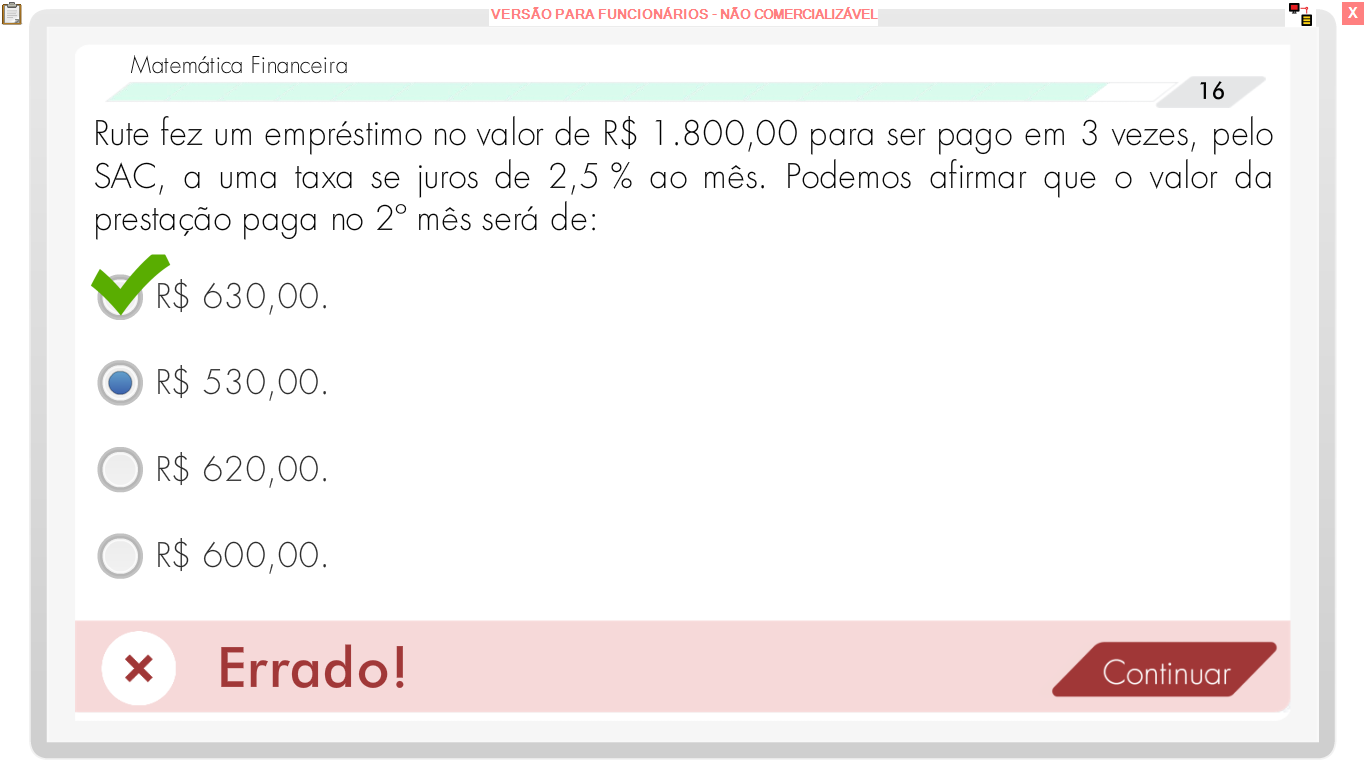 VERSÃO PARA FUNCIONÁRIOS - NÃO COMERCIALIZÁVEL
X
Matemática Financeira
16
Rute fez um empréstimo no valor de R$ 1.800,00 para ser pago em 3 vezes, pelo
SAC, a uma taxa se juros de 2,5 % ao mês. Podemos afirmar que o valor da
prestação paga no 2º mês será de:
R$ 630,00.
R$ 530,00.
R$ 620,00.
R$ 600,00.
Errado!
Continuar